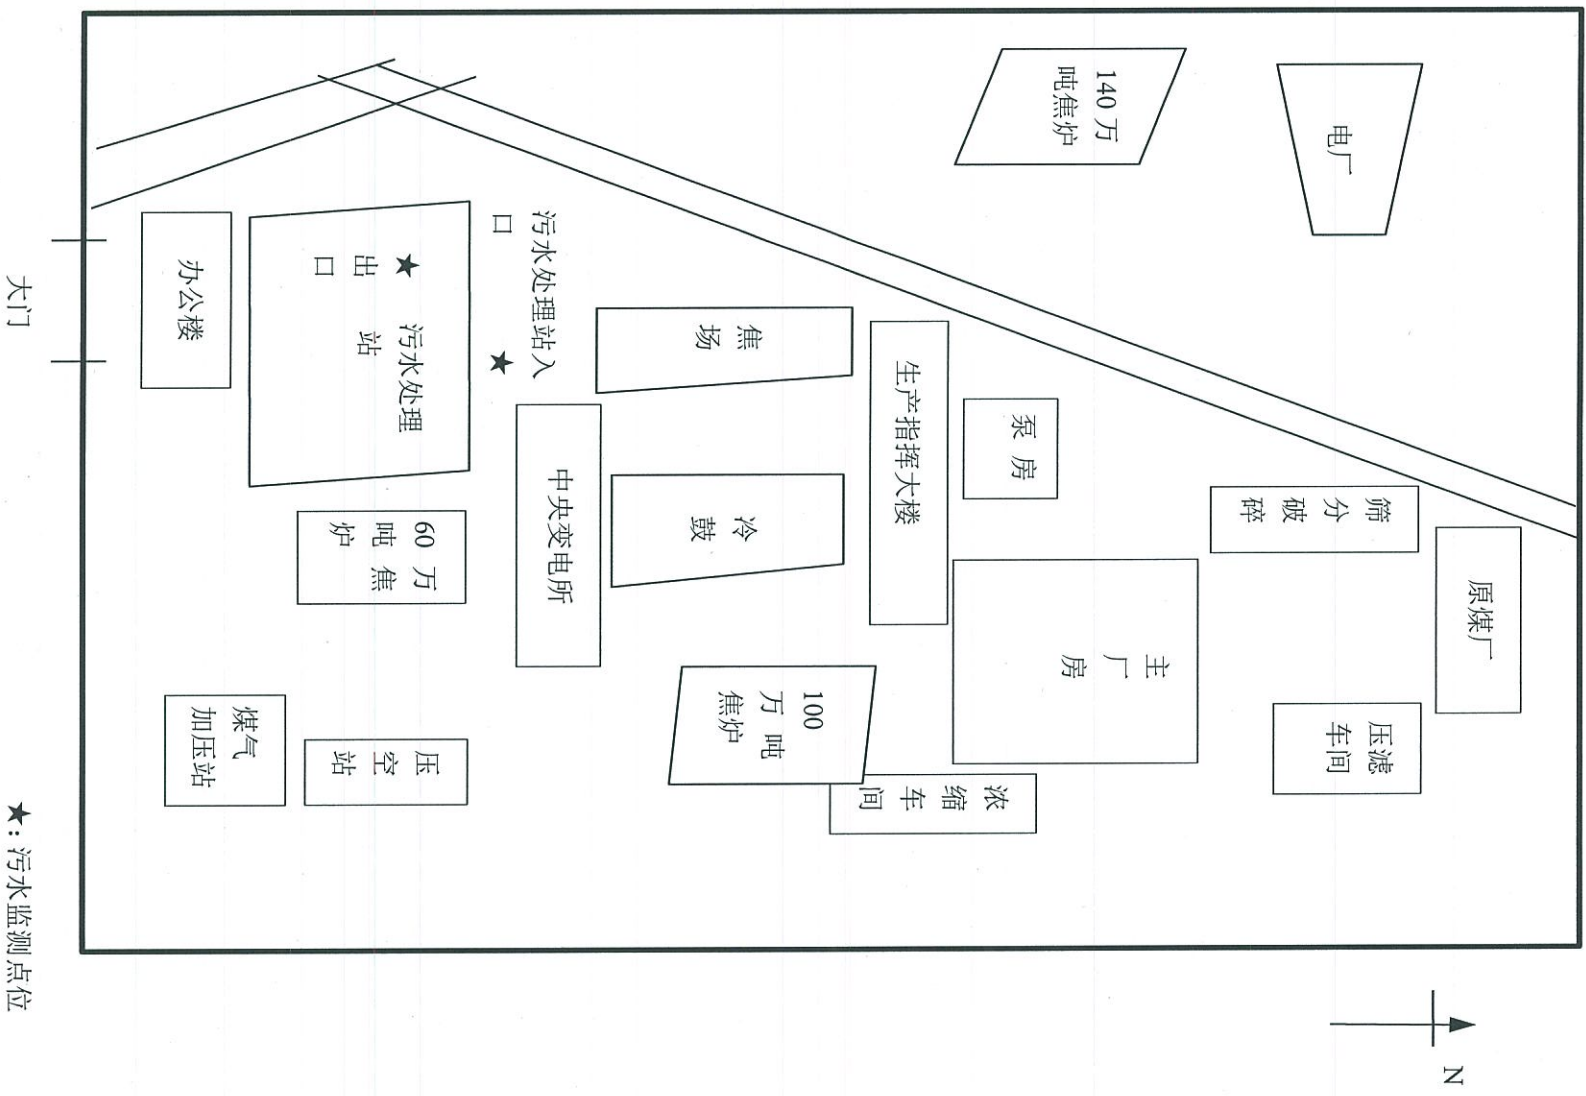 N
原煤厂
电厂
筛
分
破
碎
压滤
车间
140万
吨焦炉
主
厂
房
泵 房
浓
缩
车
间
生产指挥大楼
100
万 吨
焦炉
焦
场
冷
鼓
中央变电所
污水处理站入
口
★
★
出
口
污水处理
站
60 万
吨 焦
炉
压
空
站
煤气
加压站
办公楼
大门
★: 污水监测点位